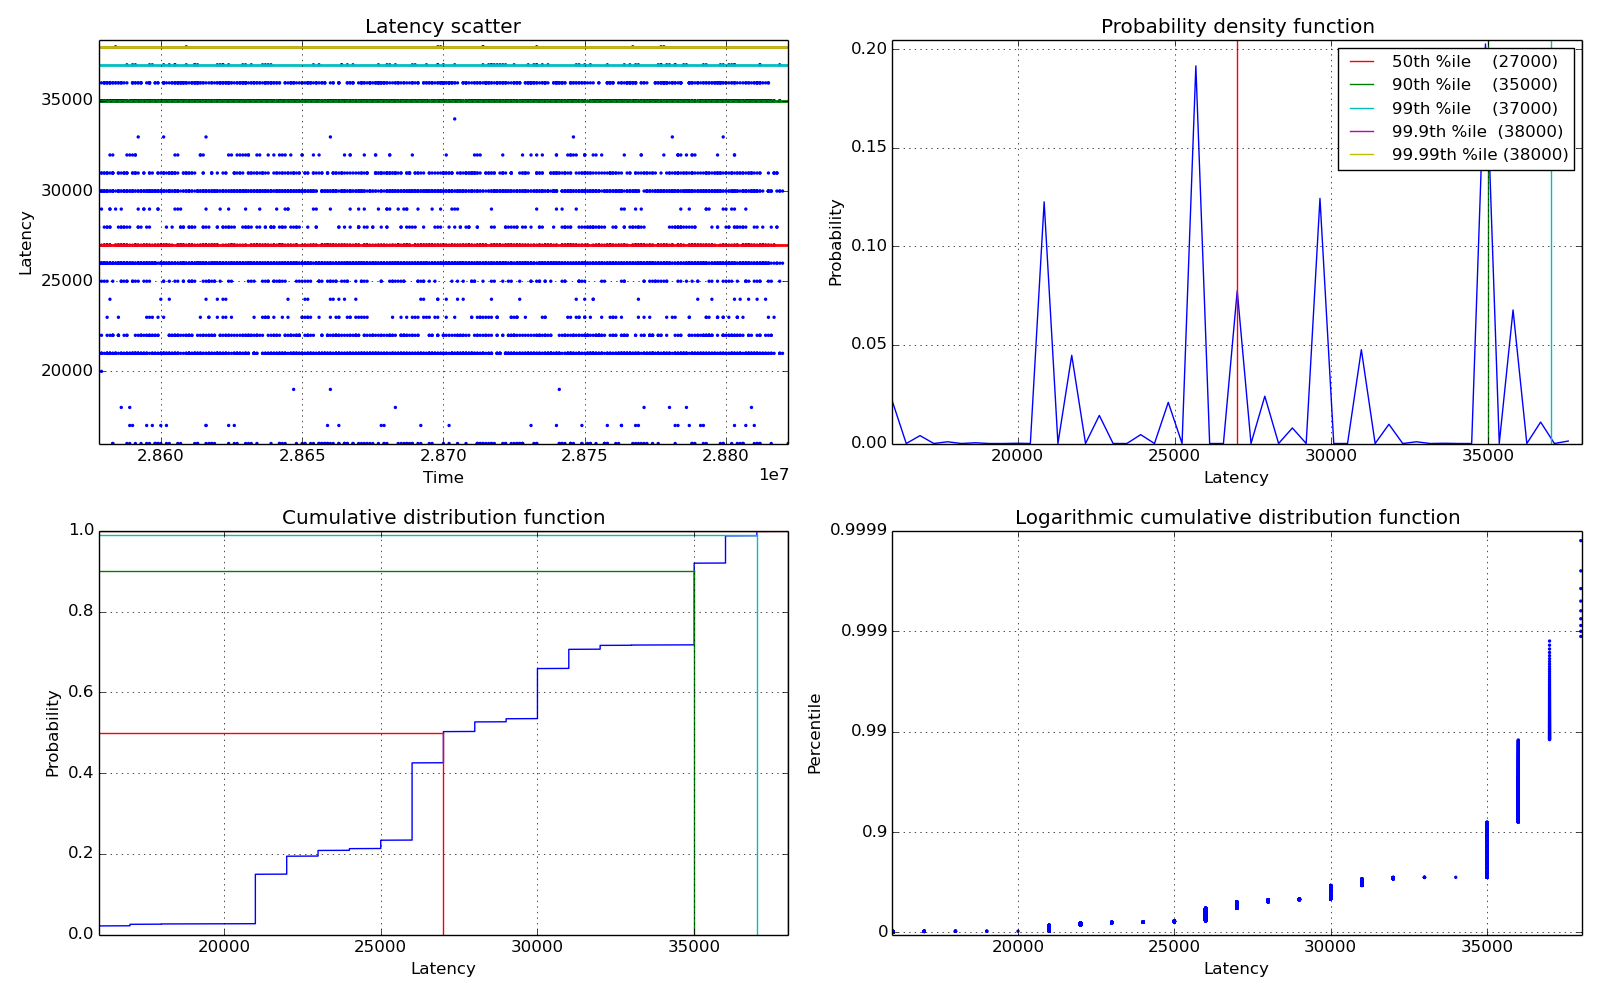 Latency scatter
35000
30000
25000
20000
Latency
2.860
2.865
2.870
2.875
2.880
1e7
Time
Probability density function
0.20
0.15
0.10
0.05
0.00
Probability
50th %ile (27000)
90th %ile (35000)
99th %ile (37000)
99.9th %ile (38000)
99.99th %ile (38000)
20000
25000
30000
35000
Latency
Cumulative distribution function
1.0
0.8
0.6
0.4
0.2
0.0
Probability
20000
25000
30000
35000
Latency
Logarithmic cumulative distribution function
0.9999
0.999
0.99
0.9
0
Percentile
20000
25000
30000
35000
Latency